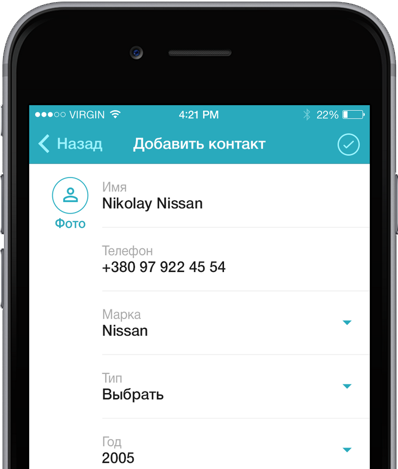 VIRGIN 4:21 PM 22%
Назад Добавить контакт
Имя
Nikolay Nissan
Фото
Телефон
+380 97 922 45 54
Марка
Nissan
Тип
Выбрать
Год
2005